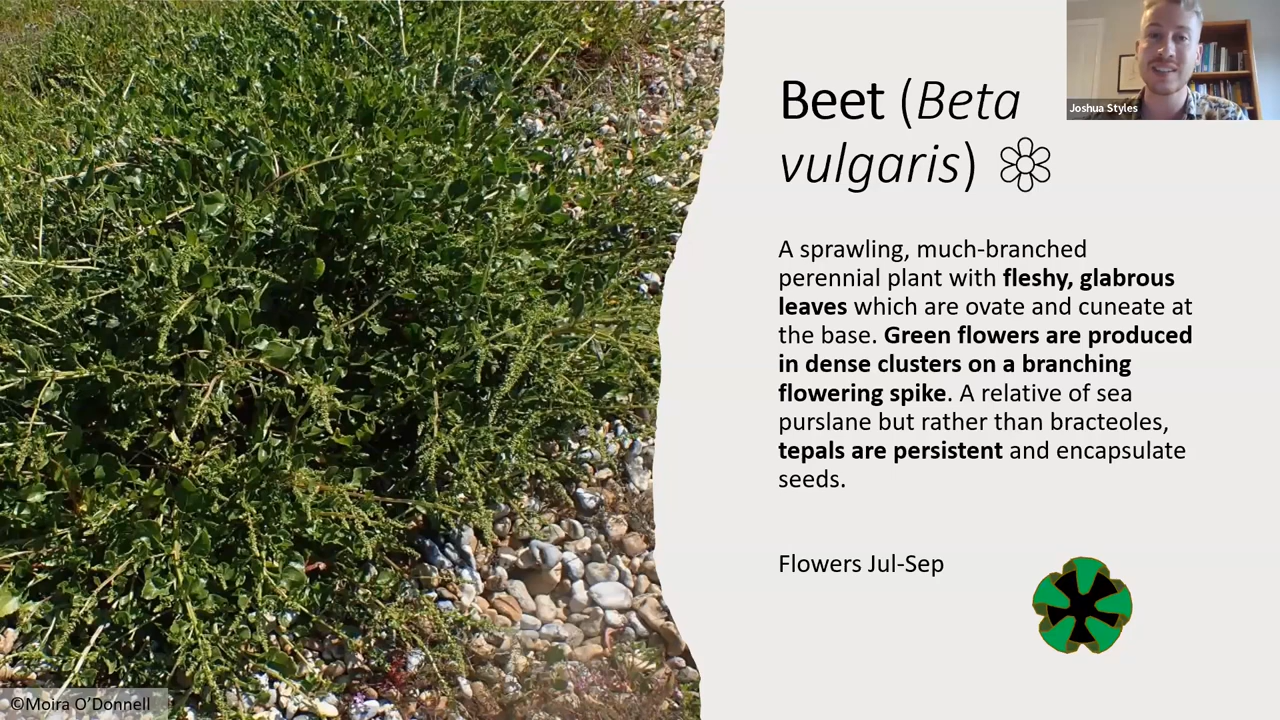 Beet (Beta
vulgaris)
Joshua Styles
A sprawling, much-branched
perennial plant with fleshy, glabrous
leaves which are ovate and cuneate at
the base. Green flowers are produced
in dense clusters on a branching
flowering spike. A relative of sea
purslane but rather than bracteoles,
tepals are persistent and encapsulate
seeds.
Flowers Jul-Sep
©Moira O’Donnell